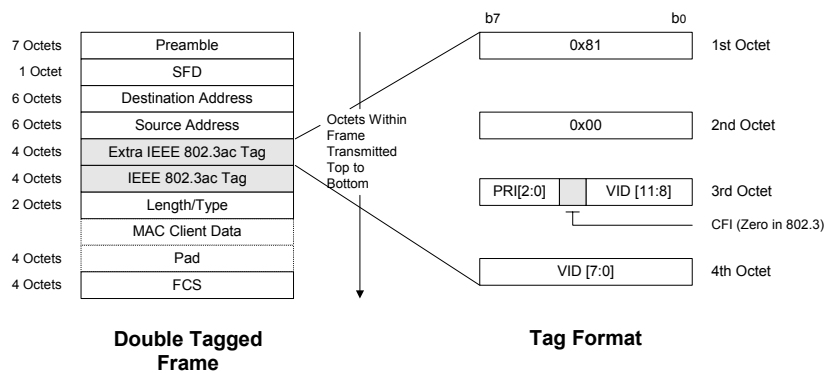 7 Octets Preamble
1 Octet SFD
6 Octets Destination Address
6 Octets Source Address
4 Octets Extra IEEE 802.3ac Tag
4 Octets IEEE 802.3ac Tag
2 Octets Length/Type
MAC Client Data
4 Octets Pad
4 Octets FCS
Double Tagged
Frame
Octets Within
Frame
Transmitted
Top to
Bottom
b7 b0
0x81 1st Octet
0x00 2nd Octet
PRI[2:0] VID [11:8] 3rd Octet
CFI (Zero in 802.3)
VID [7:0] 4th Octet
Tag Format